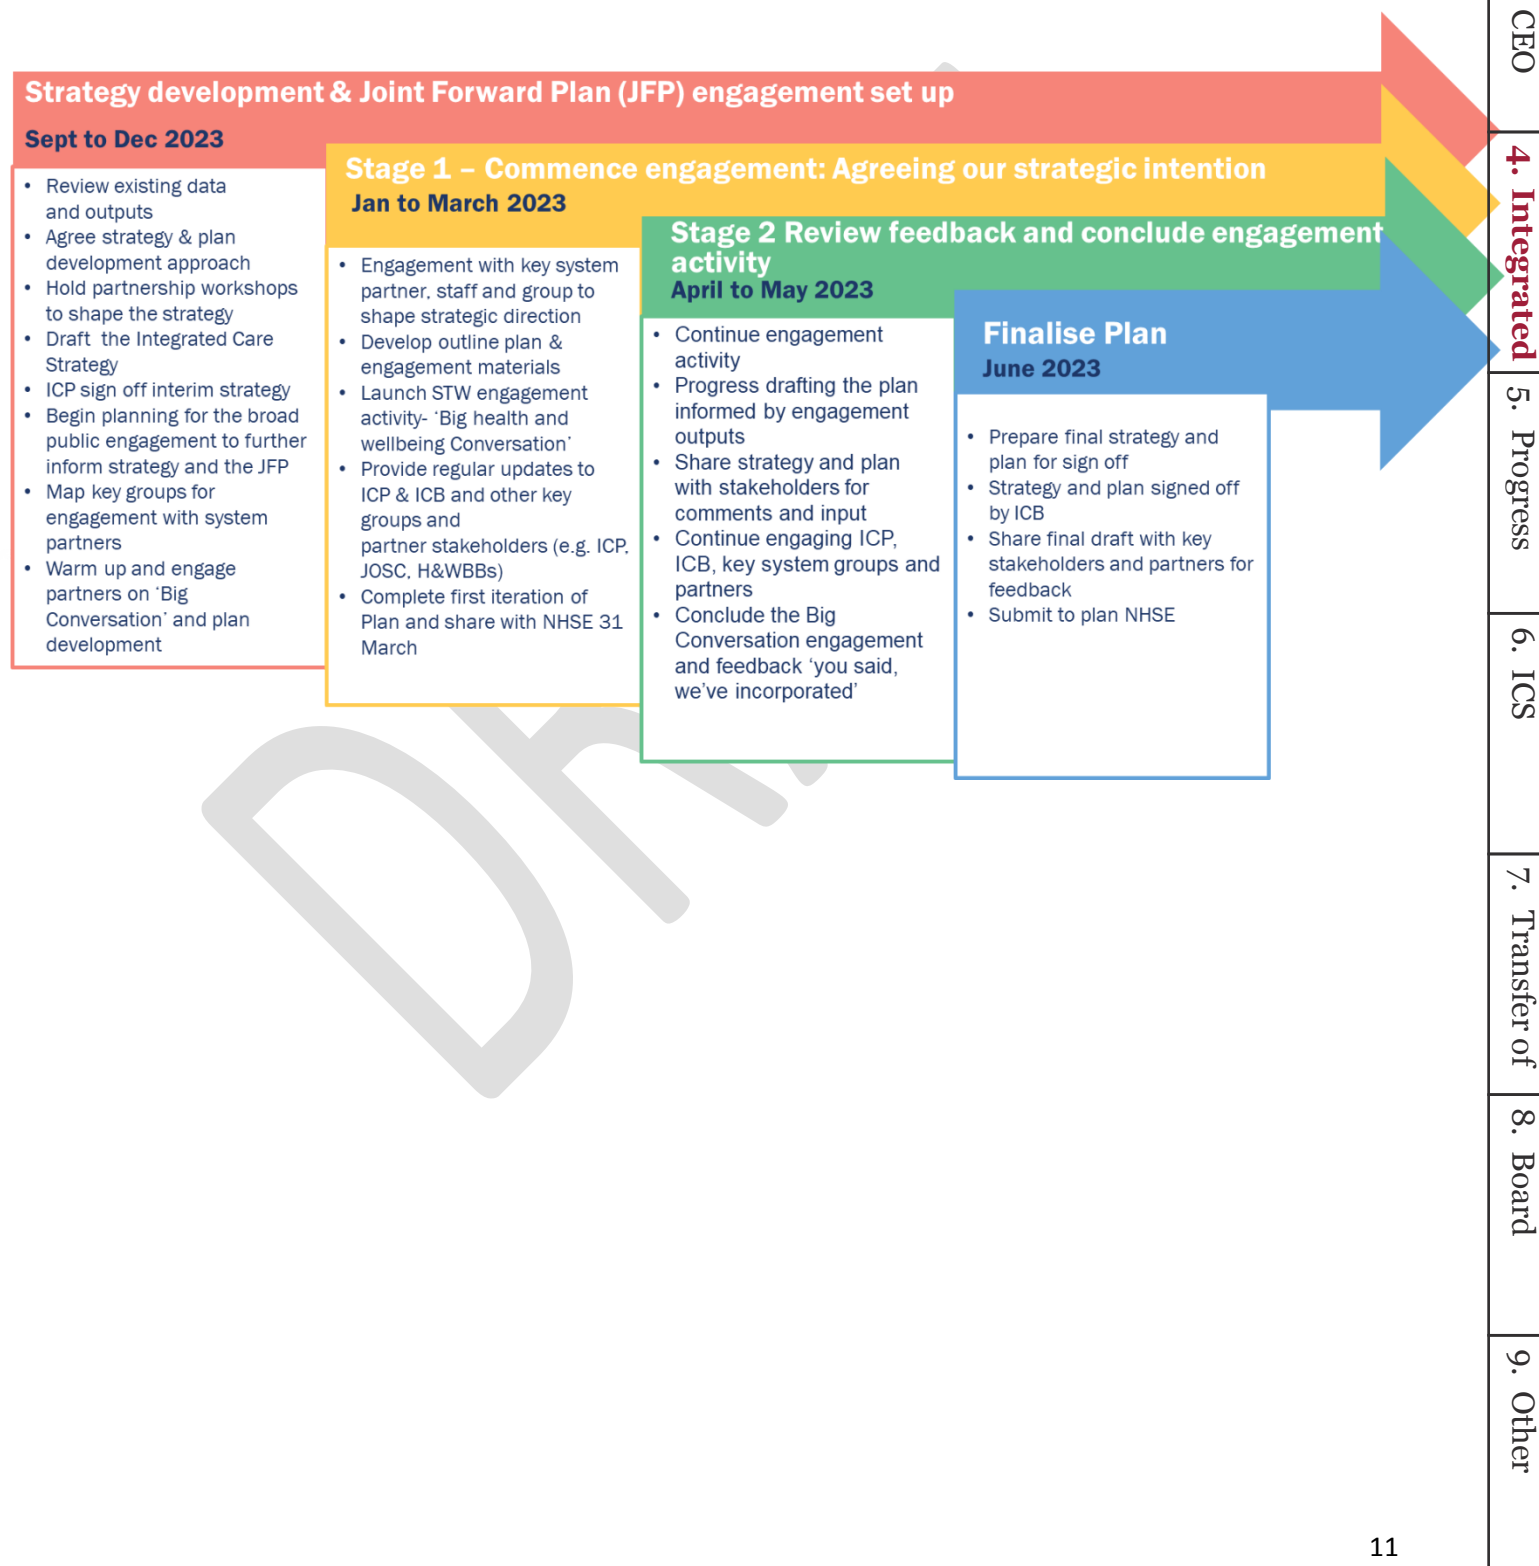 Strategy development & Joint Forward Plan (JFP) engagement set up
Sept to Dec 2023
• Review existing data
and outputs
• Agree strategy & plan
development approach
• Hold partnership workshops
to shape the strategy
• Draft the Integrated Care
Strategy
• ICP sign off interim strategy
• Begin planning for the broad
public engagement to further
inform strategy and the JFP
• Map key groups for
engagement with system
partners
• Warm up and engage
partners on ‘Big
Conversation’ and plan
development
Stage 1 – Commence engagement: Agreeing our strategic intention
Jan to March 2023
• Engagement with key system
partner, staff and group to
shape strategic direction
• Develop outline plan &
engagement materials
• Launch STW engagement
activity- ‘Big health and
wellbeing Conversation’
• Provide regular updates to
ICP & ICB and other key
groups and
partner stakeholders (e.g. ICP,
JOSC, H&WBBs)
• Complete first iteration of
Plan and share with NHSE 31
March
Stage 2 Review feedback and conclude engagement
activity
April to May 2023
• Continue engagement
activity
• Progress drafting the plan
informed by engagement
outputs
• Share strategy and plan
with stakeholders for
comments and input
• Continue engaging ICP,
ICB, key system groups and
partners
• Conclude the Big
Conversation engagement
and feedback ‘you said,
we’ve incorporated’
Finalise Plan
June 2023
• Prepare final strategy and
plan for sign off
• Strategy and plan signed off
by ICB
• Share final draft with key
stakeholders and partners for
feedback
• Submit to plan NHSE
CEO
4. Integrated
5. Progress
6. ICS
7. Transfer of
8. Board
9. Other
11